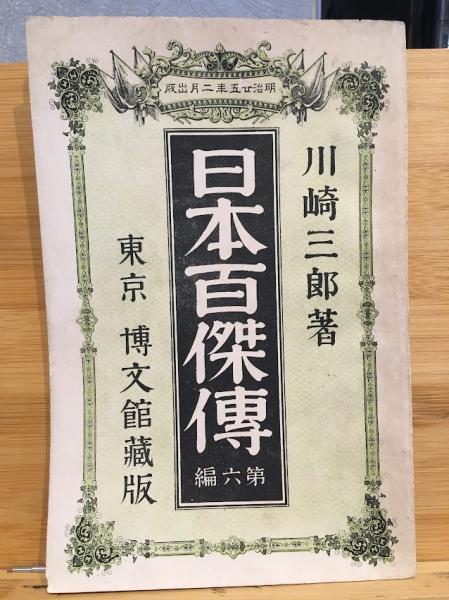 明治廿五年二月出版
川崎三郎著
日本百傑傳
第六編
東京 博文館藏版